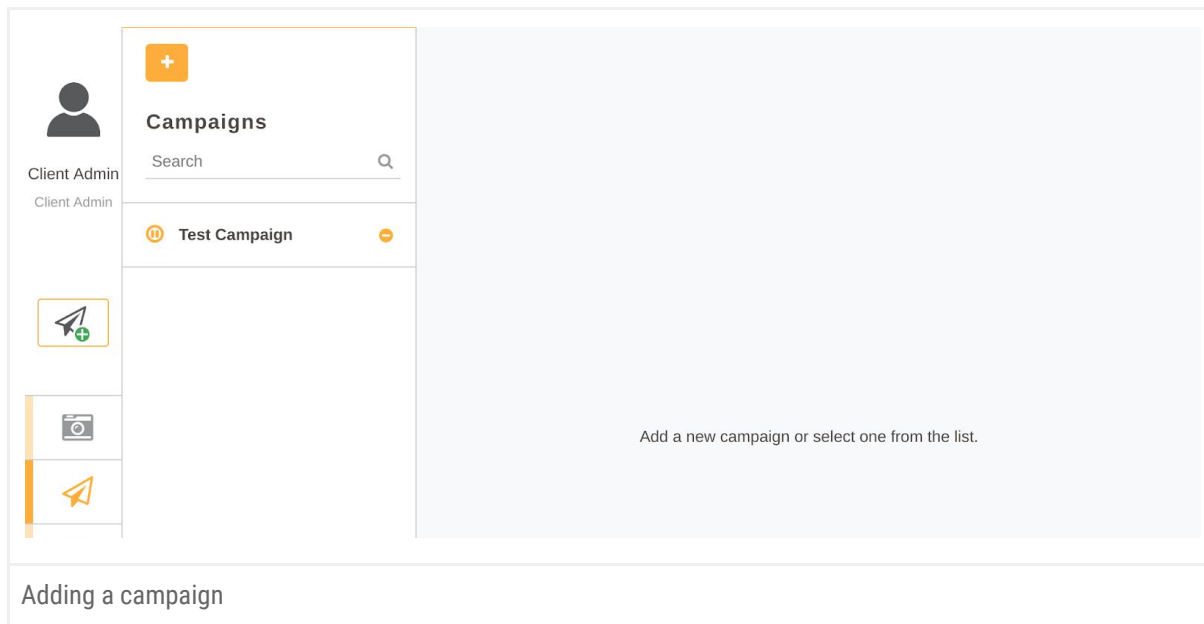 Client Admin
Client Admin
Campaigns
Search
Test Campaign
Add a new campaign or select one from the list.
Adding a campaign